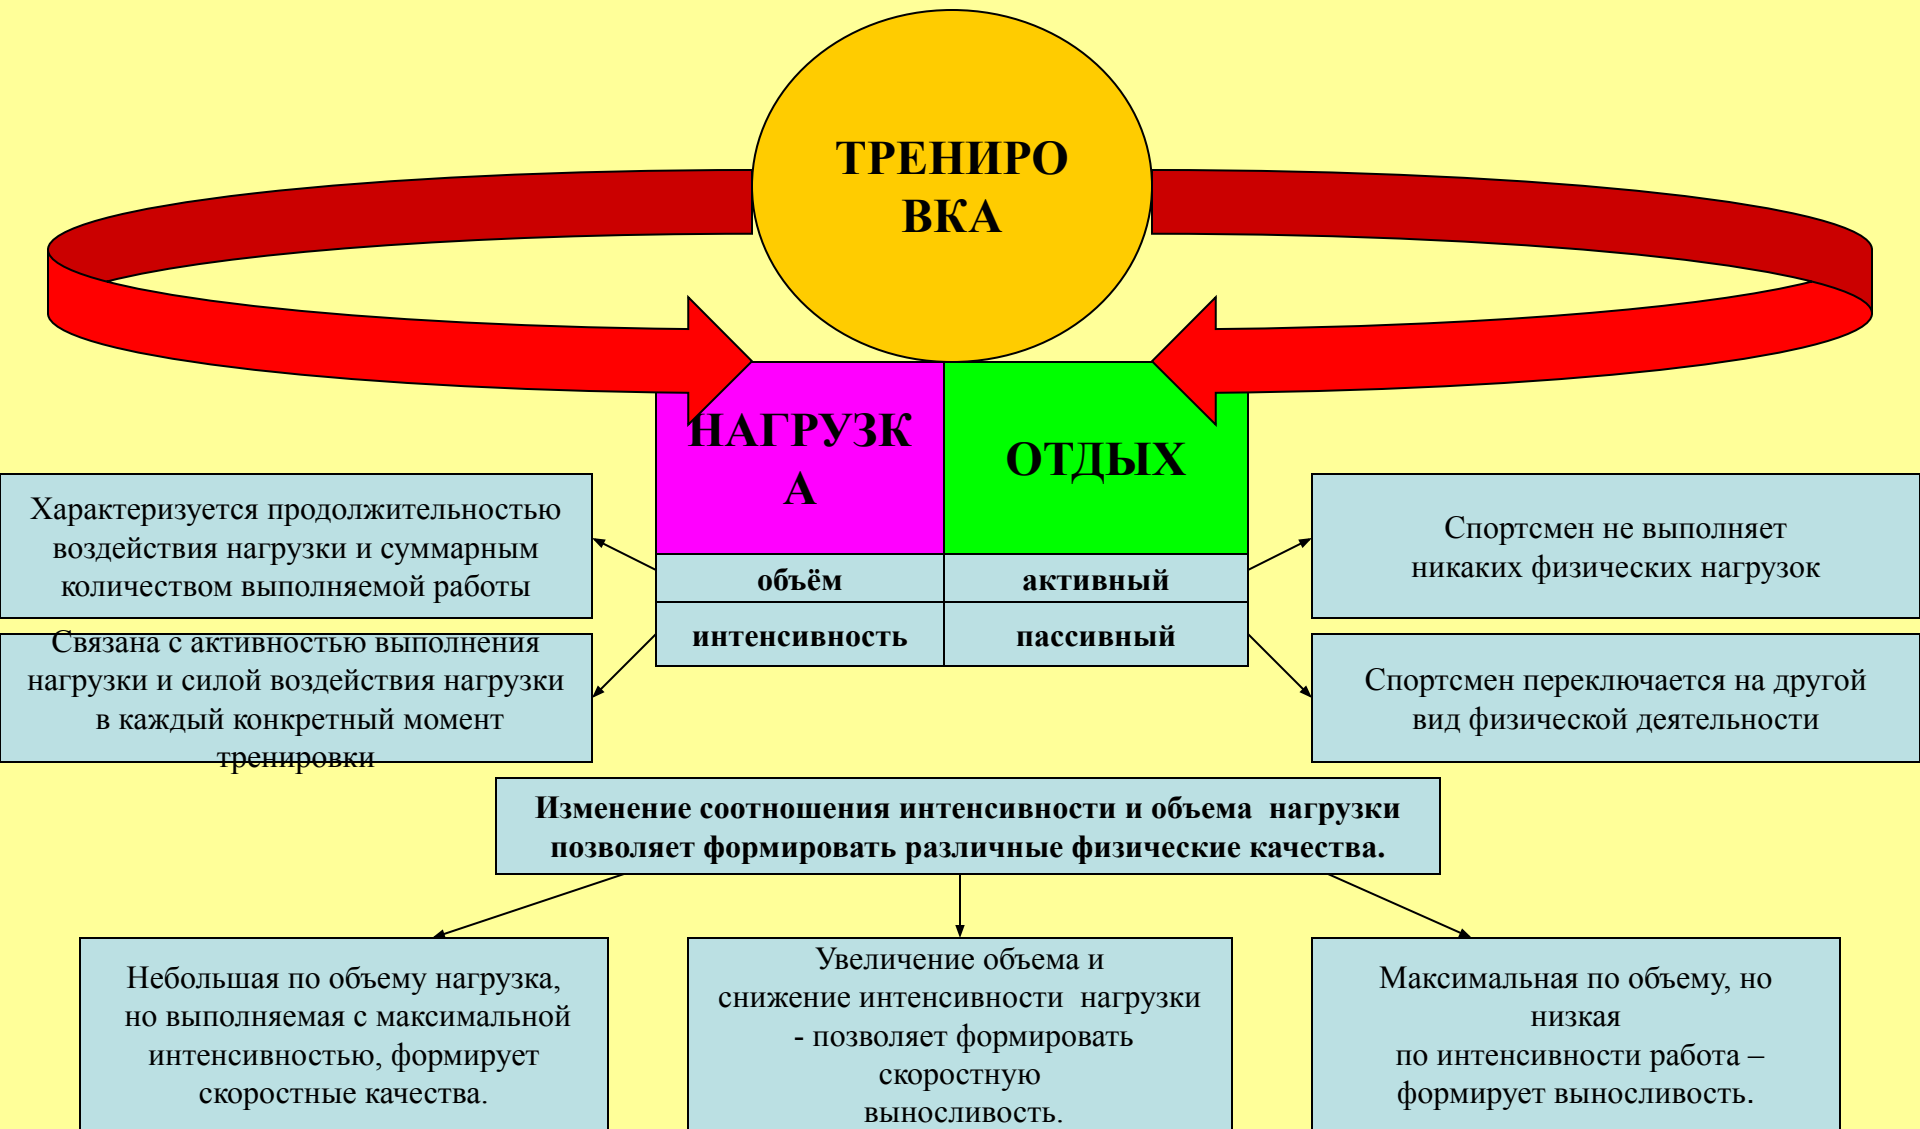 ТРЕНИРО
ВКА
НАГРУЗК
А
ОТДЫХ
объём
активный
интенсивность
пассивный
Характеризуется продолжительностью
воздействия нагрузки и суммарным
количеством выполняемой работы
Связана с активностью выполнения
нагрузки и силой воздействия нагрузки
в каждый конкретный момент
тренировки
Спортсмен не выполняет
никаких физических нагрузок
Спортсмен переключается на другой
вид физической деятельности
Изменение соотношения интенсивности и объема нагрузки
позволяет формировать различные физические качества.
Небольшая по объему нагрузка,
но выполняемая с максимальной
интенсивностью, формирует
скоростные качества.
Увеличение объема и
снижение интенсивности нагрузки
- позволяет формировать
скоростную
выносливость.
Максимальная по объему, но
низкая
по интенсивности работа –
формирует выносливость.